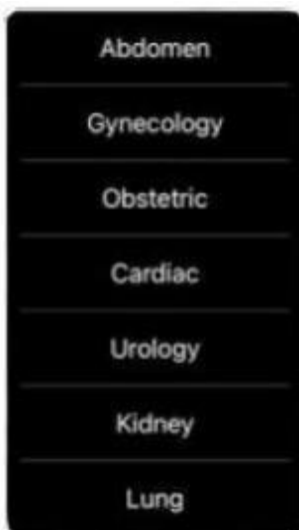 Abdomen
Gynecology
Obstetric
Cardiac
Urology
Kidney
Lung